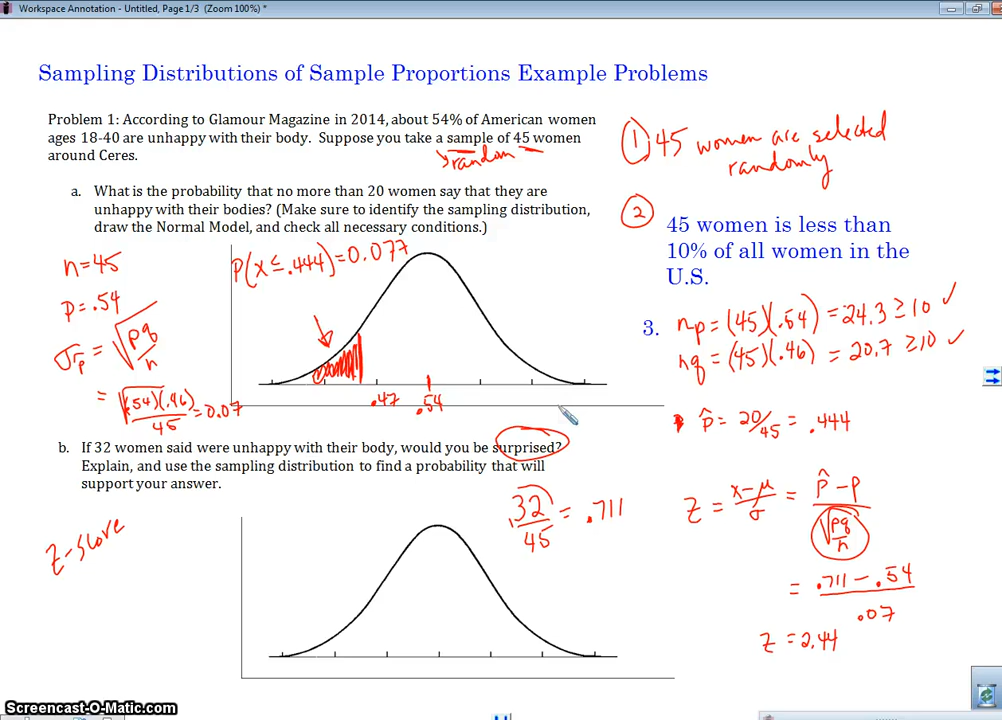 Workspace Annotation - Untitled, Page 1/3 (Zoom 100%) *
Sampling Distributions of Sample Proportions Example Problems
Problem 1: According to Glamour Magazine in 2014, about 54% of American women
ages 18-40 are unhappy with their body. Suppose you take a sample of 45 women
around Ceres.
random
a. What is the probability that no more than 20 women say that they are
unhappy with their bodies? (Make sure to identify the sampling distribution,
draw the Normal Model, and check all necessary conditions.)
n=45
p=.54
σp̂ = √pq/n
= √(.54)(.46)/45 = 0.07
P(x ≤ .444) = 0.077
.47 .54
1 45 women are selected
randomly
2
45 women is less than
10% of all women in the
U.S.
3. np = (45)(.54) = 24.3 ≥ 10 ✓
nq = (45)(.46) = 20.7 ≥ 10 ✓
p̂ = 20/45 = .444
b. If 32 women said were unhappy with their body, would you be surprised?
Explain, and use the sampling distribution to find a probability that will
support your answer.
32/45 = .711
z-score
z = x-μ/σ = p̂-p/√pq/n
= .711 - .54/.07
z = 2.44
Screencast-O-Matic.com